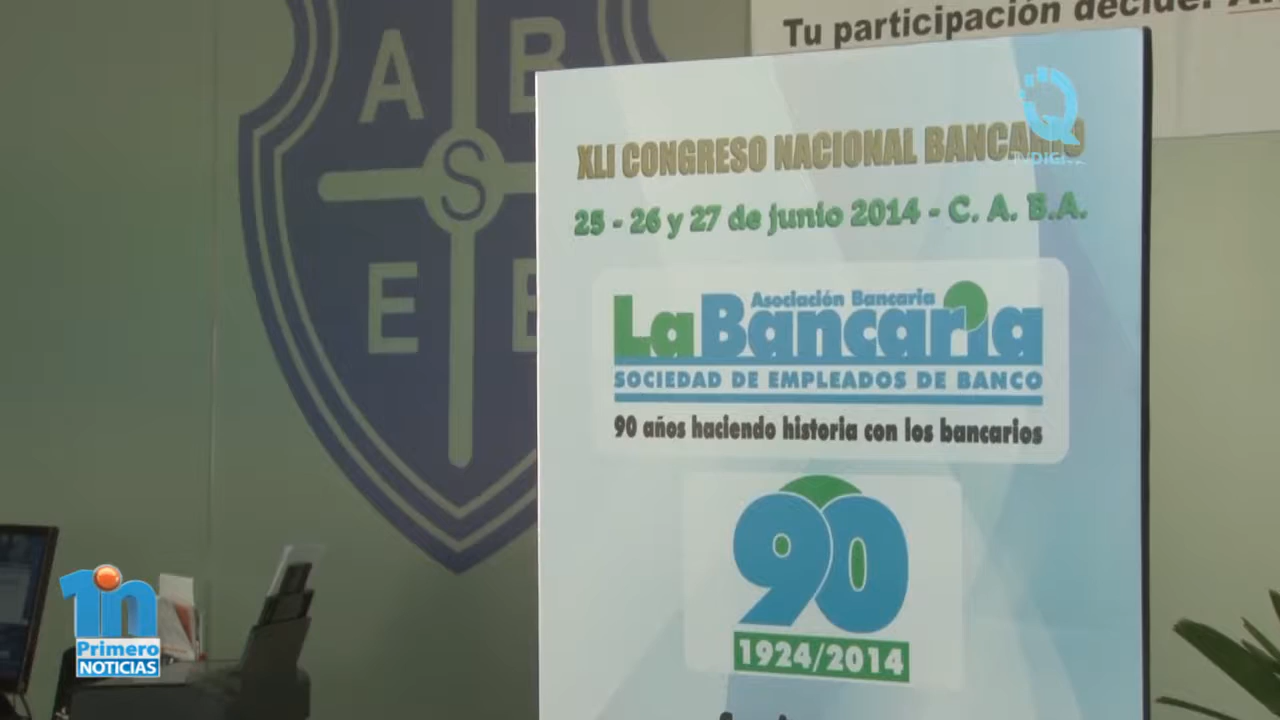 Tu participación decide.
A B
S
E E
XLI CONGRESO NACIONAL BANCARIO
25 - 26 y 27 de junio 2014 - C. A. B.A.
Asociación Bancaria
La Bancaria
SOCIEDAD DE EMPLEADOS DE BANCO
90 años haciendo historia con los bancarios
90
1924/2014
1n
Primero
NOTICIAS